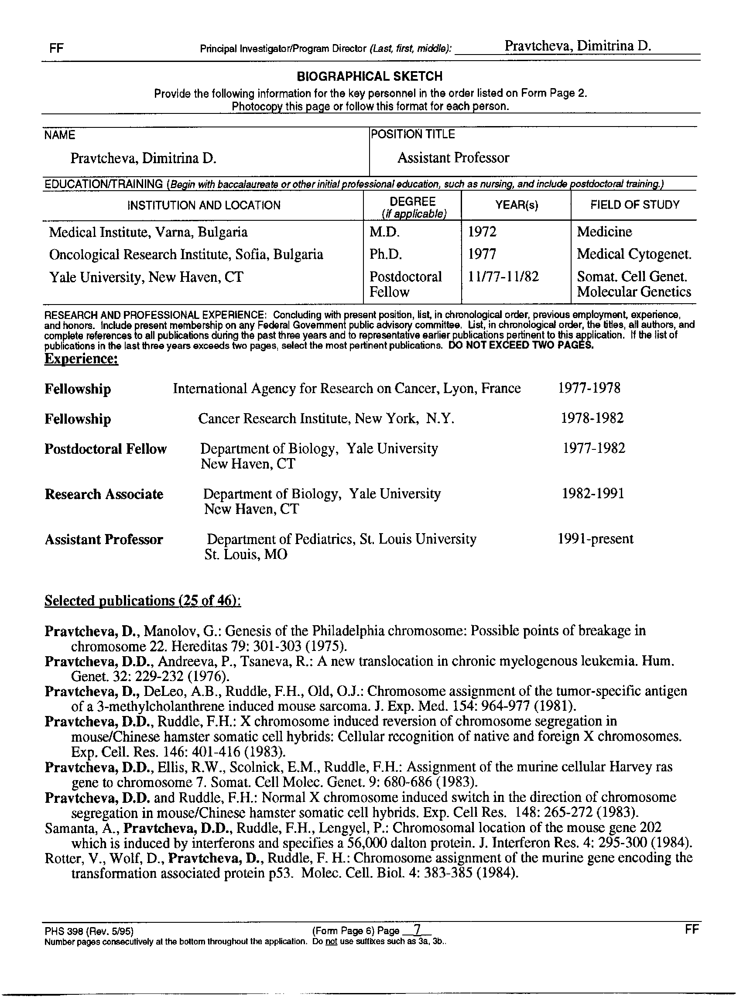 FF Principal Investigator/Program Director (Last, first, middle): Pravtcheva, Dimitrina D.
BIOGRAPHICAL SKETCH
Provide the following information for the key personnel in the order listed on Form Page 2.
Photocopy this page or follow this format for each person.
NAME POSITION TITLE
Pravtcheva, Dimitrina D. Assistant Professor
EDUCATION/TRAINING (Begin with baccalaureate or other initial professional education, such as nursing, and include postdoctoral training.)
INSTITUTION AND LOCATION DEGREE (if applicable) YEAR(s) FIELD OF STUDY
Medical Institute, Varna, Bulgaria M.D. 1972 Medicine
Oncological Research Institute, Sofia, Bulgaria Ph.D. 1977 Medical Cytogenet.
Yale University, New Haven, CT Postdoctoral 11/77-11/82 Somat. Cell Genet.
Fellow Molecular Genetics
RESEARCH AND PROFESSIONAL EXPERIENCE: Concluding with present position, list, in chronological order, previous employment, experience,
and honors. Include present membership on any Federal Government public advisory committee. List, in chronological order, the titles, all authors, and
complete references to all publications during the past three years and to representative earlier publications pertinent to this application. If the list of
publications in the last three years exceeds two pages, select the most pertinent publications. DO NOT EXCEED TWO PAGES.
Experience:
Fellowship International Agency for Research on Cancer, Lyon, France 1977-1978
Fellowship Cancer Research Institute, New York, N.Y. 1978-1982
Postdoctoral Fellow Department of Biology, Yale University 1977-1982
New Haven, CT
Research Associate Department of Biology, Yale University 1982-1991
New Haven, CT
Assistant Professor Department of Pediatrics, St. Louis University 1991-present
St. Louis, MO
Selected publications (25 of 46):
Pravtcheva, D., Manolov, G.: Genesis of the Philadelphia chromosome: Possible points of breakage in
chromosome 22. Hereditas 79: 301-303 (1975).
Pravtcheva, D.D., Andreeva, P., Tsaneva, R.: A new translocation in chronic myelogenous leukemia. Hum.
Genet. 32: 229-232 (1976).
Pravtcheva, D., DeLeo, A.B., Ruddle, F.H., Old, O.J.: Chromosome assignment of the tumor-specific antigen
of a 3-methylcholanthrene induced mouse sarcoma. J. Exp. Med. 154: 964-977 (1981).
Pravtcheva, D.D., Ruddle, F.H.: X chromosome induced reversion of chromosome segregation in
mouse/Chinese hamster somatic cell hybrids: Cellular recognition of native and foreign X chromosomes.
Exp. Cell. Res. 146: 401-416 (1983).
Pravtcheva, D.D., Ellis, R.W., Scolnick, E.M., Ruddle, F.H.: Assignment of the murine cellular Harvey ras
gene to chromosome 7. Somat. Cell Molec. Genet. 9: 680-686 (1983).
Pravtcheva, D.D. and Ruddle, F.H.: Normal X chromosome induced switch in the direction of chromosome
segregation in mouse/Chinese hamster somatic cell hybrids. Exp. Cell Res. 148: 265-272 (1983).
Samanta, A., Pravtcheva, D.D., Ruddle, F.H., Lengyel, P.: Chromosomal location of the mouse gene 202
which is induced by interferons and specifies a 56,000 dalton protein. J. Interferon Res. 4: 295-300 (1984).
Rotter, V., Wolf, D., Pravtcheva, D., Ruddle, F. H.: Chromosome assignment of the murine gene encoding the
transformation associated protein p53. Molec. Cell. Biol. 4: 383-385 (1984).
PHS 398 (Rev. 5/95) (Form Page 6) Page 7 FF
Number pages consecutively at the bottom throughout the application. Do not use suffixes such as 3a, 3b..